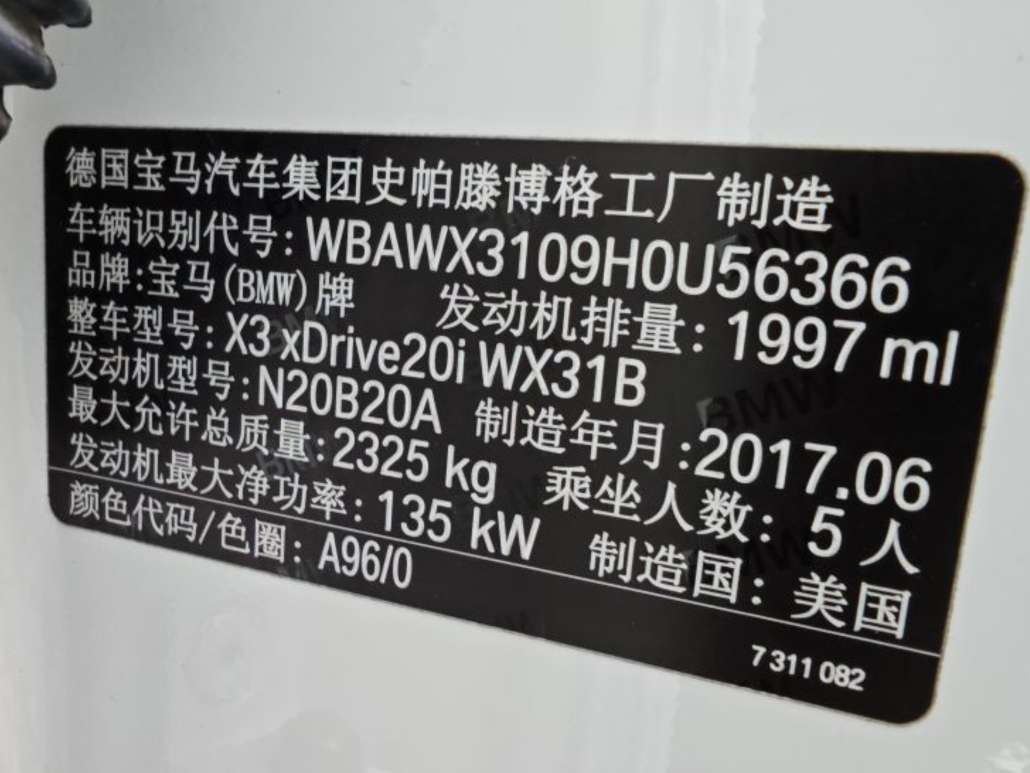 德国宝马汽车集团史帕滕博格工厂制造
车辆识别代号: WBAWX3109H0U56366
品牌: 宝马(BMW)牌 发动机排量: 1997 ml
整车型号: X3 xDrive20i WX31B
发动机型号: N20B20A 制造年月: 2017.06
最大允许总质量: 2325 kg 乘坐人数: 5 人
发动机最大净功率: 135 kW 制造国: 美国
颜色代码/色圈: A96/0
7 311 082